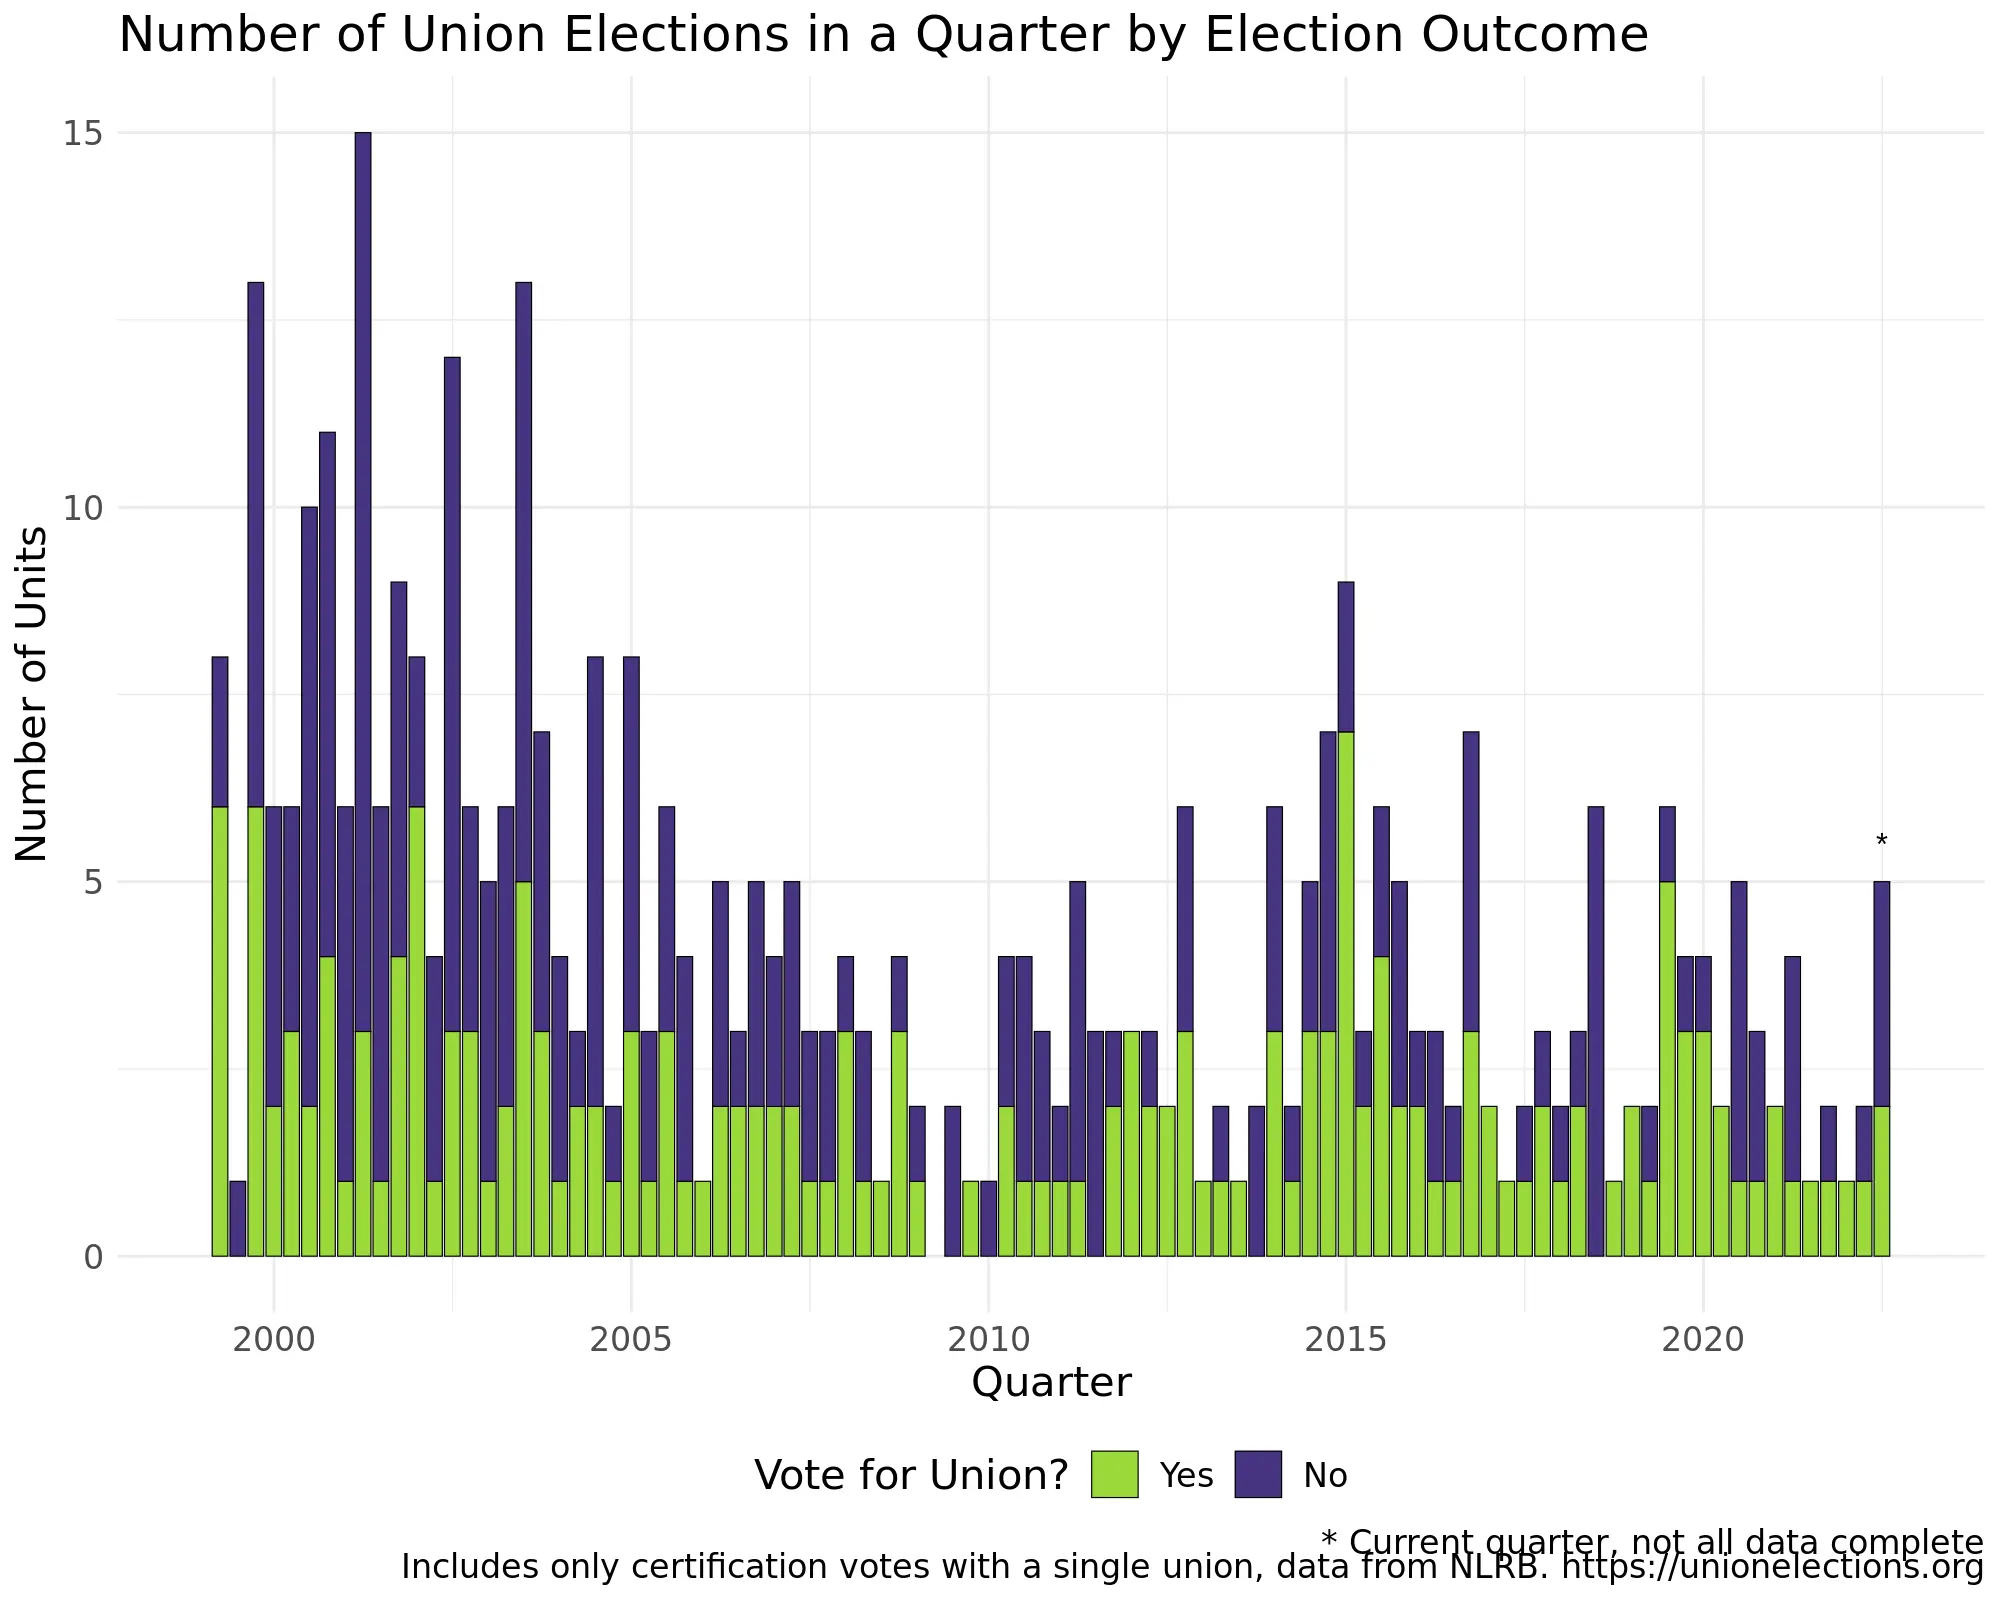 Number of Union Elections in a Quarter by Election Outcome
Number of Units
15
10
5
0
*
2000 2005 2010 2015 2020
Quarter
Vote for Union? Yes No
* Current quarter, not all data complete
Includes only certification votes with a single union, data from NLRB. https://unionelections.org